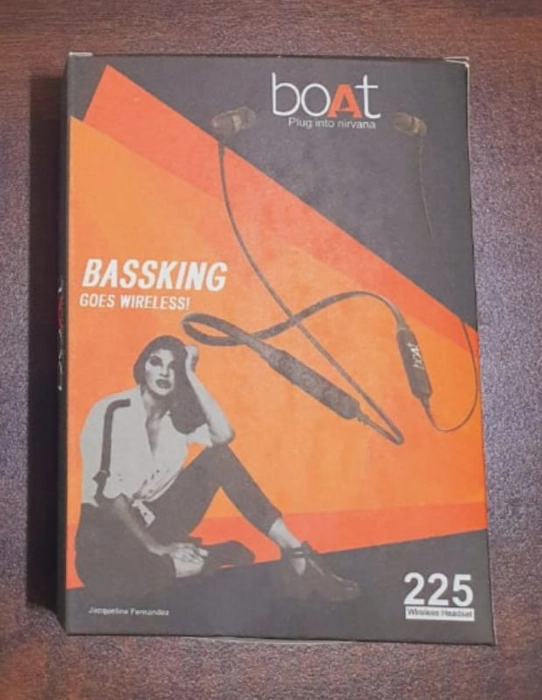 boAt
Plug into nirvana
BASSKING
GOES WIRELESS!
boAt
Jacqueline Fernandez
225
Wireless Headset